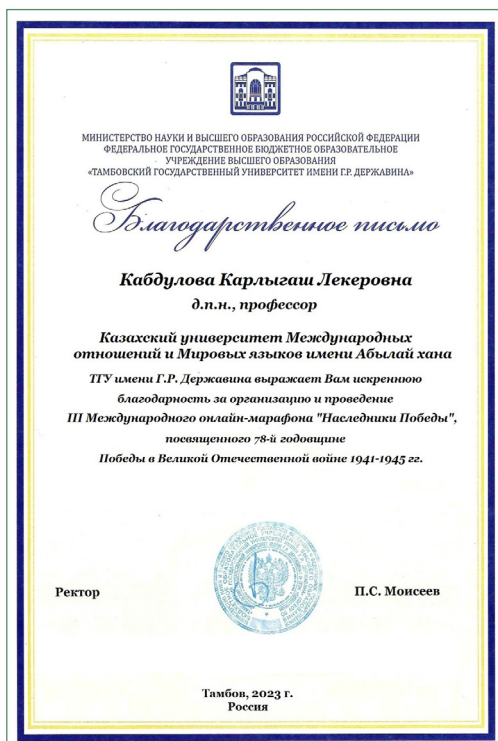 МИНИСТЕРСТВО НАУКИ И ВЫСШЕГО ОБРАЗОВАНИЯ РОССИЙСКОЙ ФЕДЕРАЦИИ
ФЕДЕРАЛЬНОЕ ГОСУДАРСТВЕННОЕ БЮДЖЕТНОЕ ОБРАЗОВАТЕЛЬНОЕ
УЧРЕЖДЕНИЕ ВЫСШЕГО ОБРАЗОВАНИЯ
«ТАМБОВСКИЙ ГОСУДАРСТВЕННЫЙ УНИВЕРСИТЕТ ИМЕНИ Г.Р. ДЕРЖАВИНА»
Благодарственное письмо
Кабдулова Карлыгаш Лекеровна
д.п.н., профессор
Казахский университет Международных
отношений и Мировых языков имени Абылай хана
ТГУ имени Г.Р. Державина выражает Вам искреннюю
благодарность за организацию и проведение
III Международного онлайн-марафона "Наследники Победы",
посвященного 78-й годовщине
Победы в Великой Отечественной войне 1941-1945 гг.
Ректор
П.С. Моисеев
Тамбов, 2023 г.
Россия